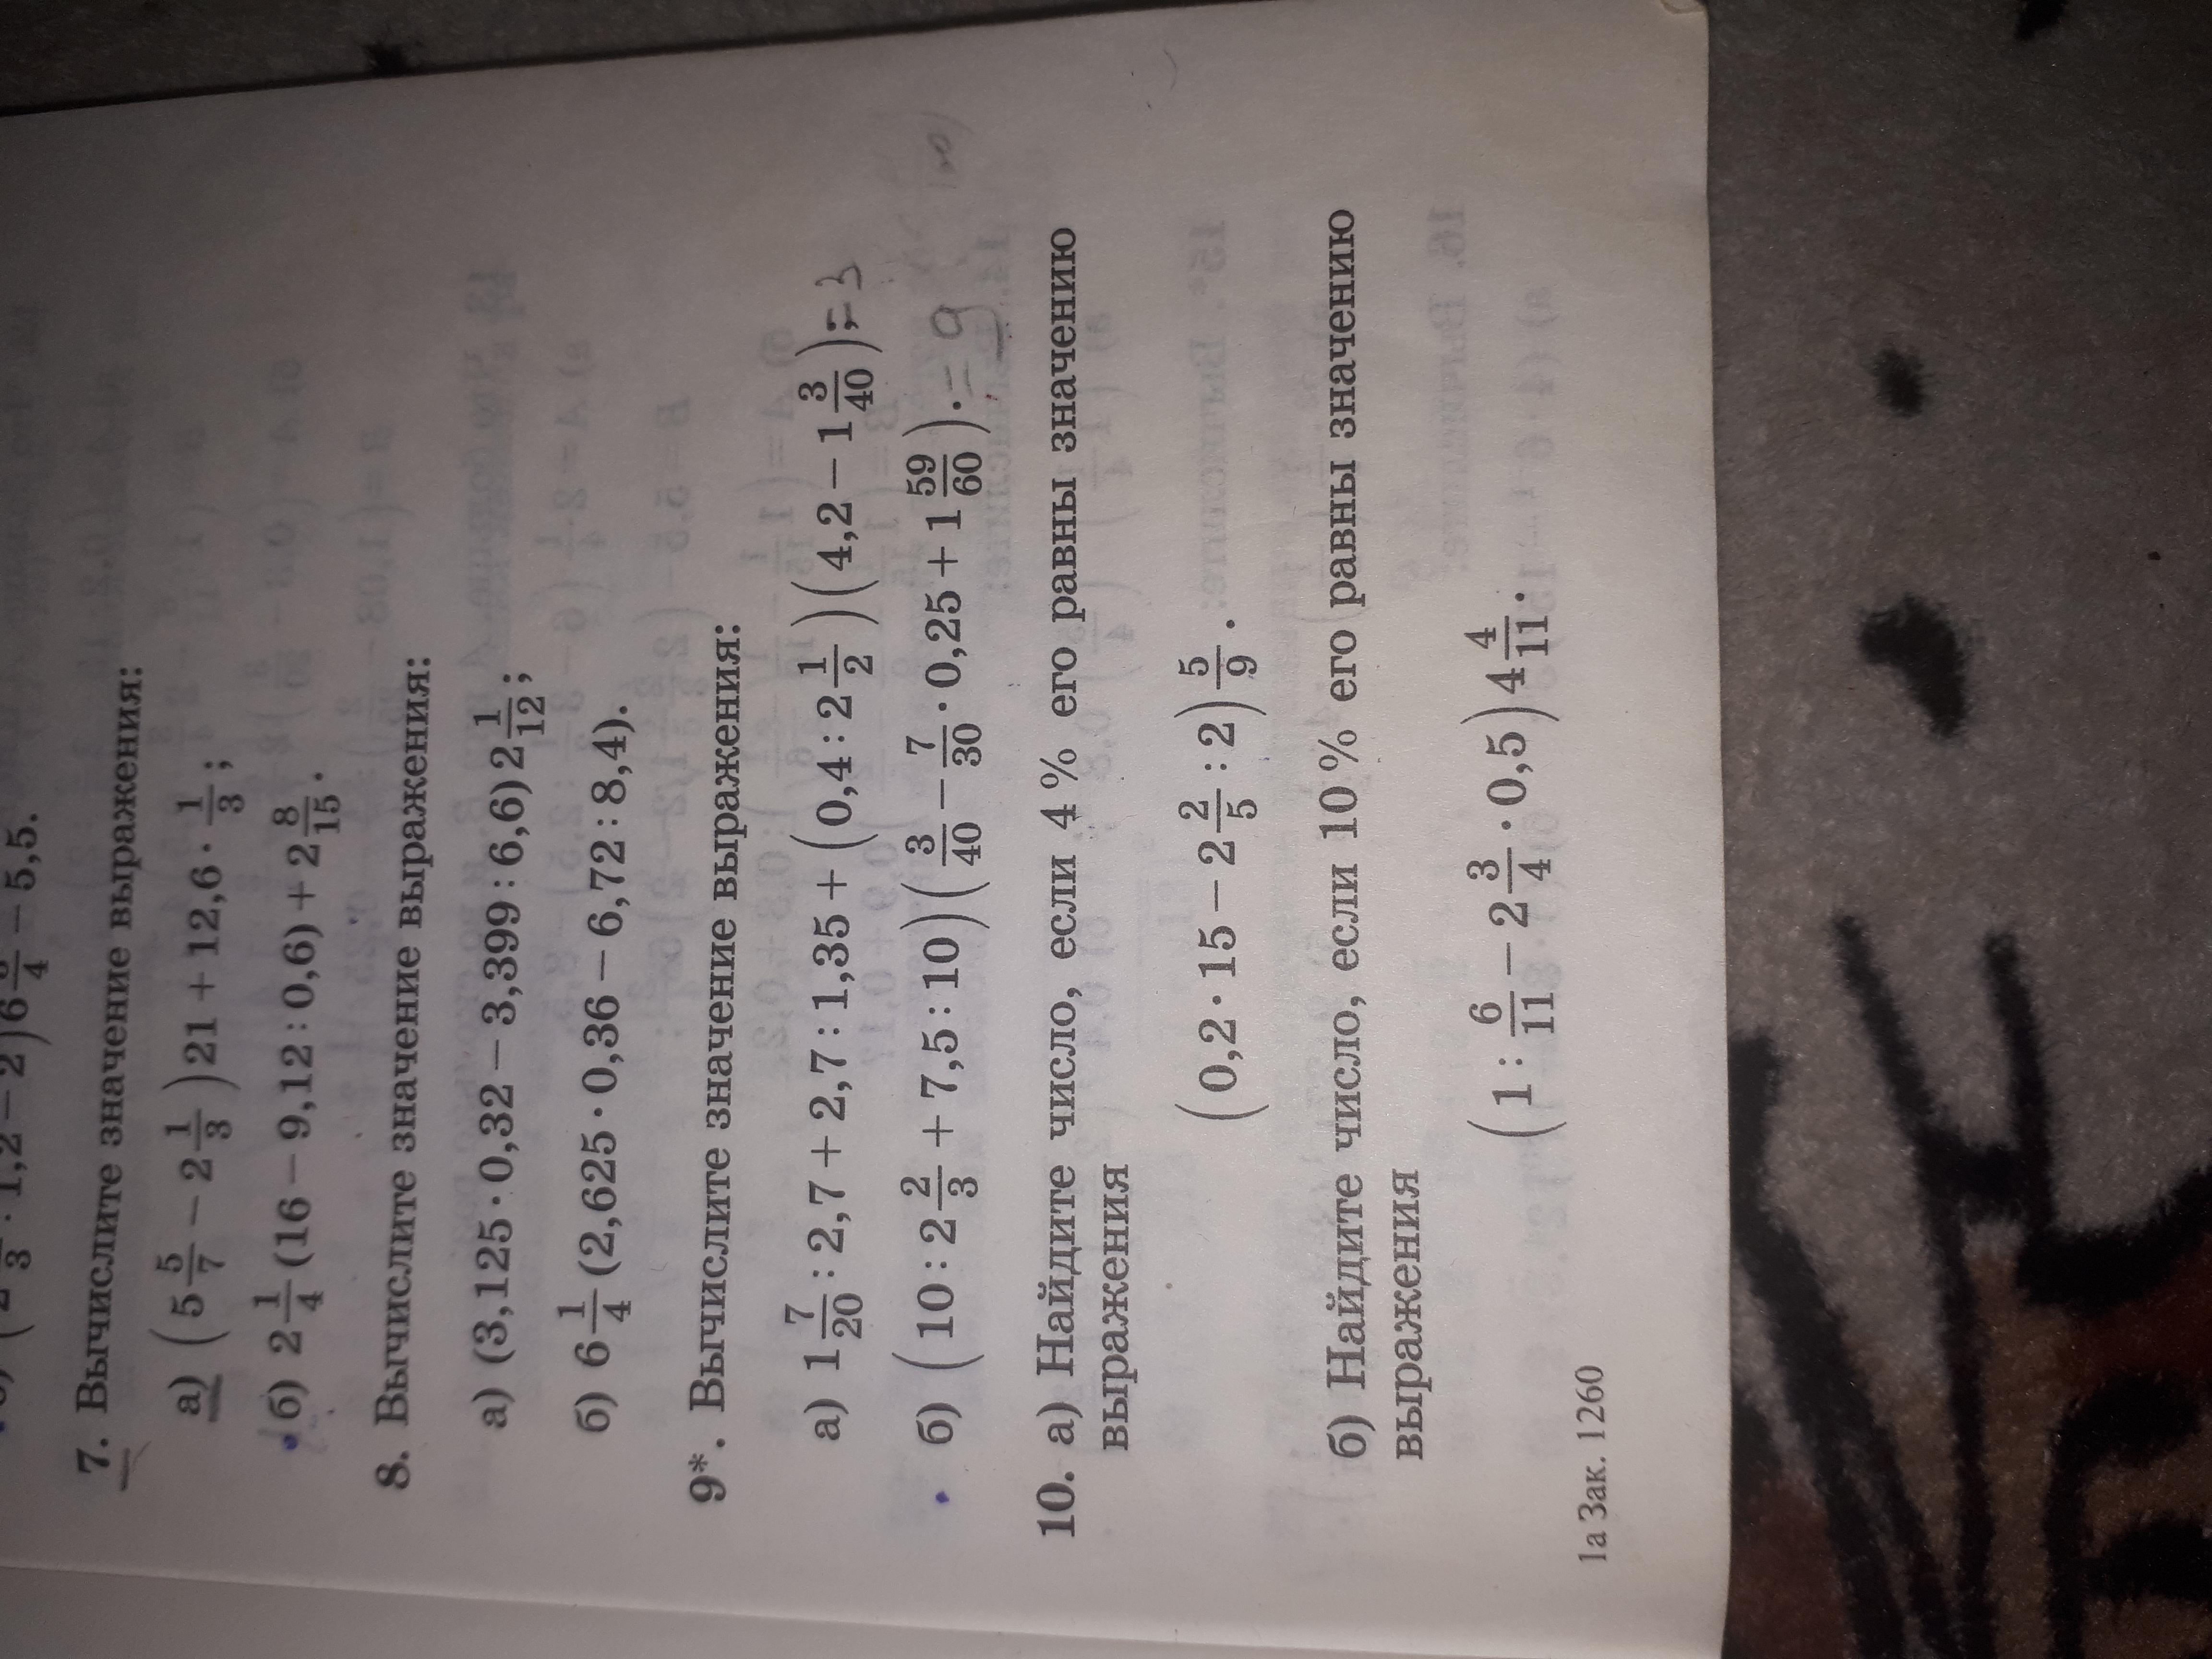 − 5,5.
7. Вычислите значение выражения:
а) (5 5/7 − 2 1/3) 21 + 12,6 · 1/3;
б) 2 1/4 (16 − 9,12 : 0,6) + 2 8/15.
8. Вычислите значение выражения:
а) (3,125 · 0,32 − 3,399 : 6,6) 2 1/12;
б) 6 1/4 (2,625 · 0,36 − 6,72 : 8,4).
9*. Вычислите значение выражения:
а) 1 7/20 : 2,7 + 2,7 : 1,35 + (0,4 : 2 1/2) (4,2 − 1 3/40); = 3
б) (10 : 2 2/3 + 7,5 : 10) (3/40 − 7/30 · 0,25 + 1 59/60). = 9
10. а) Найдите число, если 4 % его равны значению
выражения
(0,2 · 15 − 2 2/5 : 2) 5/9.
б) Найдите число, если 10 % его равны значению
выражения
(1 : 6/11 − 2 3/4 · 0,5) 4 4/11.
1а Зак. 1260